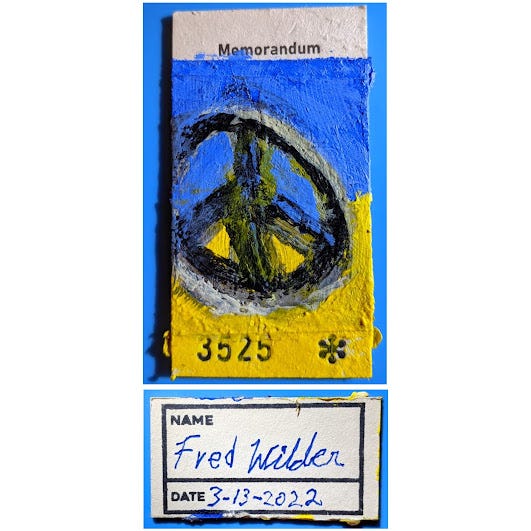 Memorandum
3525 *
NAME
Fred Wilder
DATE 3-13-2022